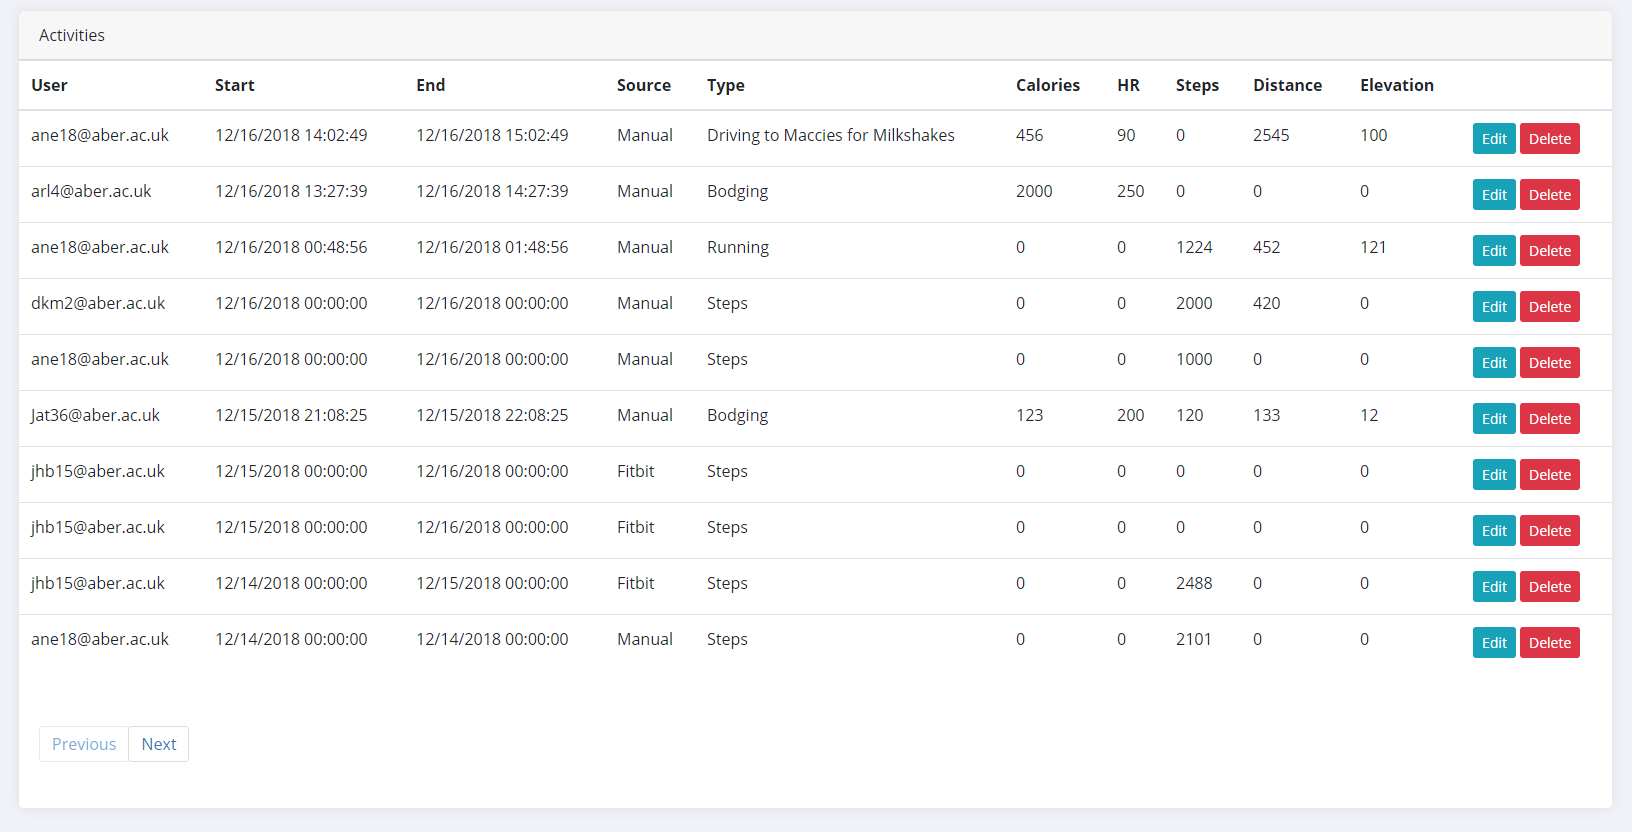 Activities
User Start End Source Type Calories HR Steps Distance Elevation
ane18@aber.ac.uk 12/16/2018 14:02:49 12/16/2018 15:02:49 Manual Driving to Maccies for Milkshakes 456 90 0 2545 100 Edit Delete
arl4@aber.ac.uk 12/16/2018 13:27:39 12/16/2018 14:27:39 Manual Bodging 2000 250 0 0 0 Edit Delete
ane18@aber.ac.uk 12/16/2018 00:48:56 12/16/2018 01:48:56 Manual Running 0 0 1224 452 121 Edit Delete
dkm2@aber.ac.uk 12/16/2018 00:00:00 12/16/2018 00:00:00 Manual Steps 0 0 2000 420 0 Edit Delete
ane18@aber.ac.uk 12/16/2018 00:00:00 12/16/2018 00:00:00 Manual Steps 0 0 1000 0 0 Edit Delete
Jat36@aber.ac.uk 12/15/2018 21:08:25 12/15/2018 22:08:25 Manual Bodging 123 200 120 133 12 Edit Delete
jhb15@aber.ac.uk 12/15/2018 00:00:00 12/16/2018 00:00:00 Fitbit Steps 0 0 0 0 0 Edit Delete
jhb15@aber.ac.uk 12/15/2018 00:00:00 12/16/2018 00:00:00 Fitbit Steps 0 0 0 0 0 Edit Delete
jhb15@aber.ac.uk 12/14/2018 00:00:00 12/15/2018 00:00:00 Fitbit Steps 0 0 2488 0 0 Edit Delete
ane18@aber.ac.uk 12/14/2018 00:00:00 12/14/2018 00:00:00 Manual Steps 0 0 2101 0 0 Edit Delete
Previous Next